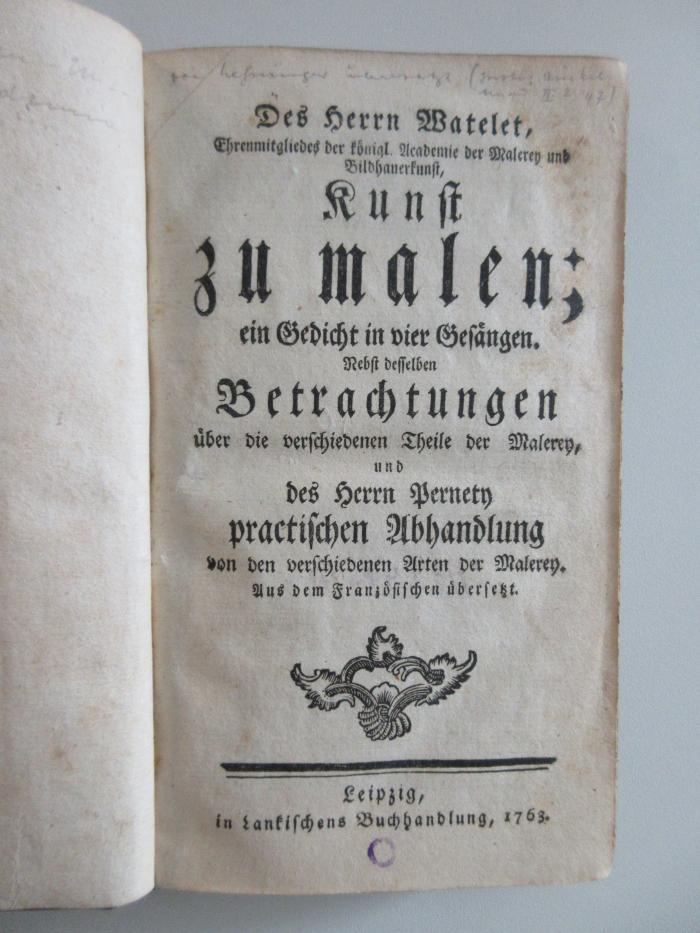 übersetzt
Des Herrn Watelet,
Ehrenmitgliedes der königl. Academie der Malerey und
Bildhauerkunst,
Kunst
zu malen;
ein Gedicht in vier Gesängen.
Nebst desselben
Betrachtungen
über die verschiedenen Theile der Malerey,
und
des Herrn Pernety
practischen Abhandlung
von den verschiedenen Arten der Malerey.
Aus dem Französischen übersetzt.
Leipzig,
in Lankischens Buchhandlung, 1763.